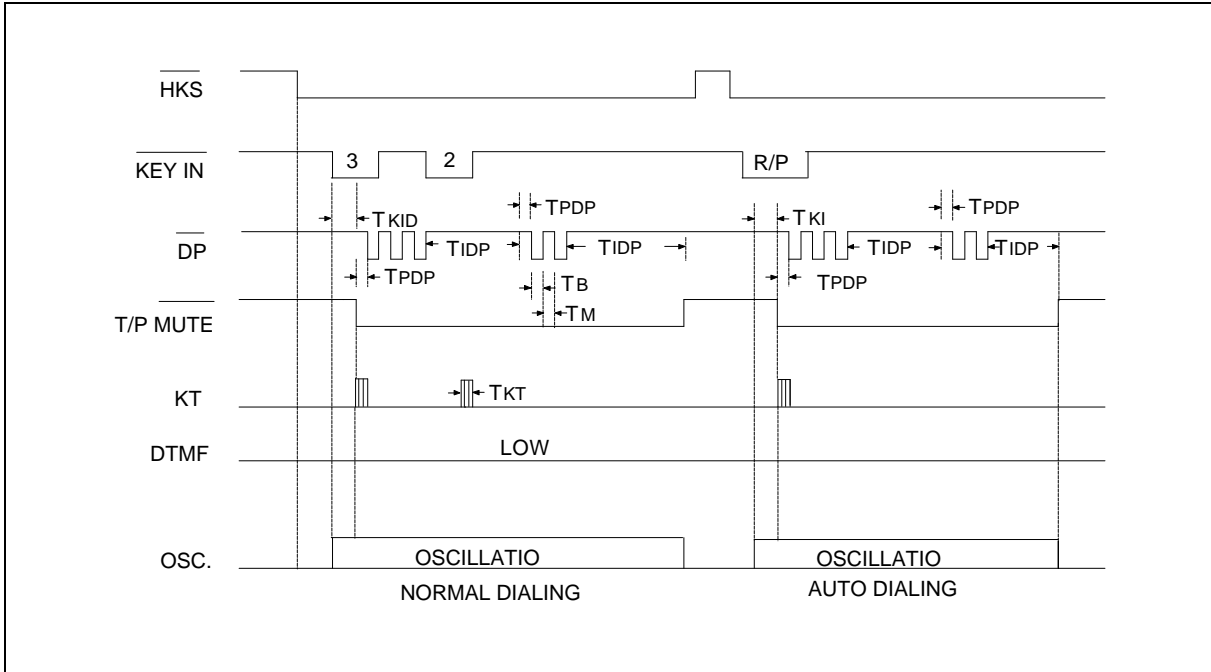 HKS
KEY IN
3
2
R/P
TPDP
TKID
TKI
TPDP
DP
TIDP
TIDP
TIDP
TIDP
TPDP
TB
TPDP
TM
T/P MUTE
KT
TKT
DTMF
LOW
OSC.
OSCILLATIO
OSCILLATIO
NORMAL DIALING
AUTO DIALING